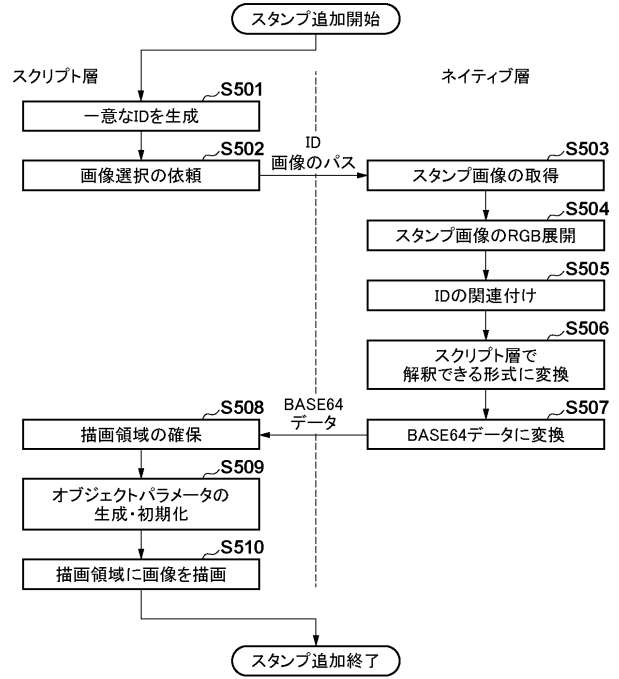 スタンプ追加開始
スクリプト層
ネイティブ層
S501
一意なIDを生成
S502
画像選択の依頼
ID
画像のパス
S503
スタンプ画像の取得
S504
スタンプ画像のRGB展開
S505
IDの関連付け
S506
スクリプト層で
解釈できる形式に変換
S507
BASE64データに変換
BASE64
データ
S508
描画領域の確保
S509
オブジェクトパラメータの
生成・初期化
S510
描画領域に画像を描画
スタンプ追加終了